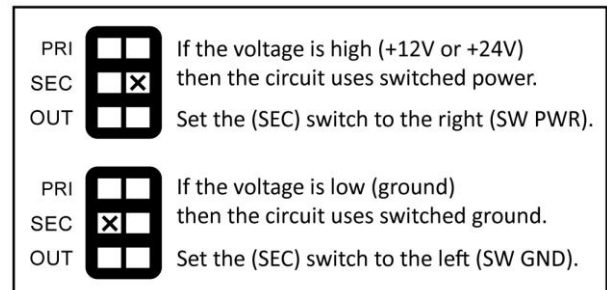 PRI
SEC
OUT
If the voltage is high (+12V or +24V)
then the circuit uses switched power.
Set the (SEC) switch to the right (SW PWR).
PRI
SEC
OUT
If the voltage is low (ground)
then the circuit uses switched ground.
Set the (SEC) switch to the left (SW GND).